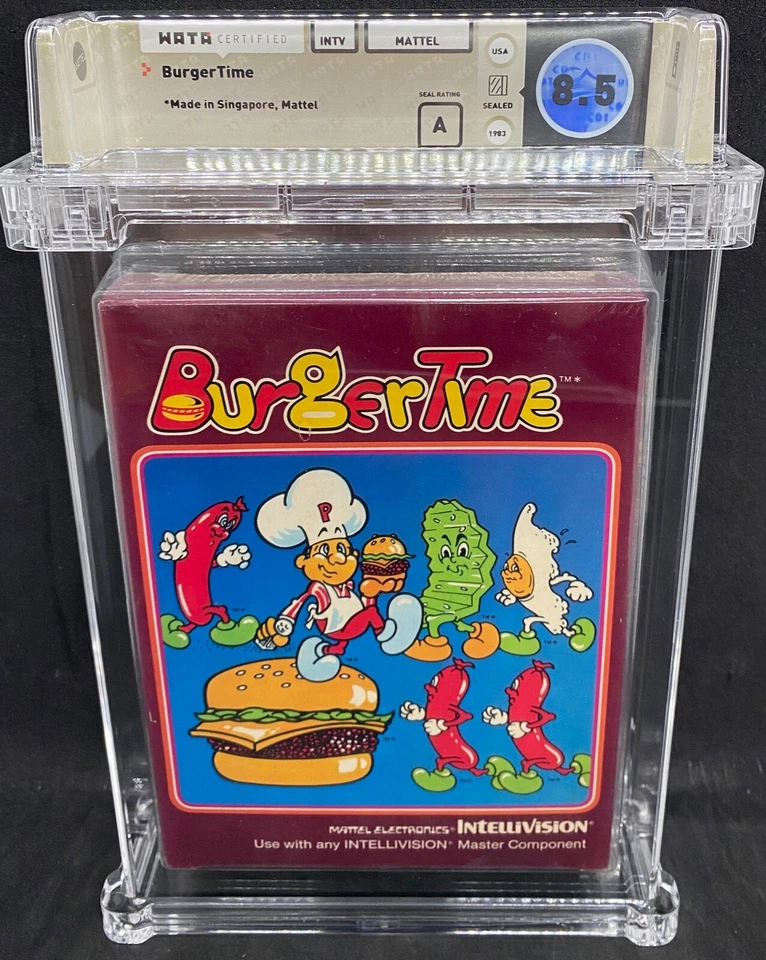 WATA CERTIFIED INTV MATTEL USA
BurgerTime
*Made in Singapore, Mattel
SEAL RATING
A
SEALED
1983
8.5
BurgerTime™*
P
MATTEL ELECTRONICS® INTELLIVISION®
Use with any INTELLIVISION® Master Component